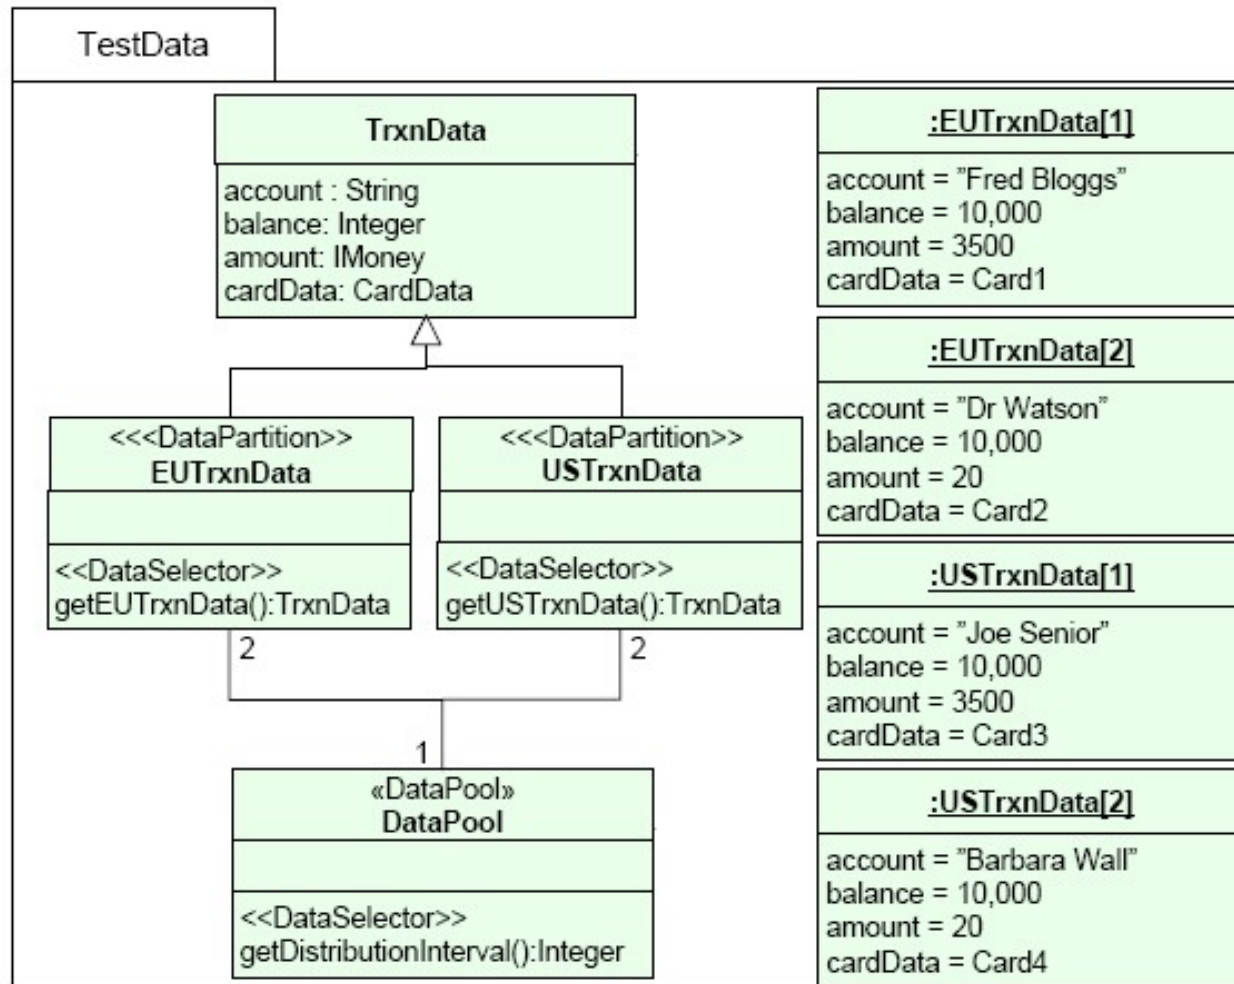 TestData
TrxnData
account : String
balance: Integer
amount: IMoney
cardData: CardData
<<<DataPartition>>
EUTrxnData
<<DataSelector>>
getEUTrxnData():TrxnData
<<<DataPartition>>
USTrxnData
<<DataSelector>>
getUSTrxnData():TrxnData
2
2
1
«DataPool»
DataPool
<<DataSelector>>
getDistributionInterval():Integer
:EUTrxnData[1]
account = ”Fred Bloggs”
balance = 10,000
amount = 3500
cardData = Card1
:EUTrxnData[2]
account = ”Dr Watson”
balance = 10,000
amount = 20
cardData = Card2
:USTrxnData[1]
account = ”Joe Senior”
balance = 10,000
amount = 3500
cardData = Card3
:USTrxnData[2]
account = ”Barbara Wall”
balance = 10,000
amount = 20
cardData = Card4